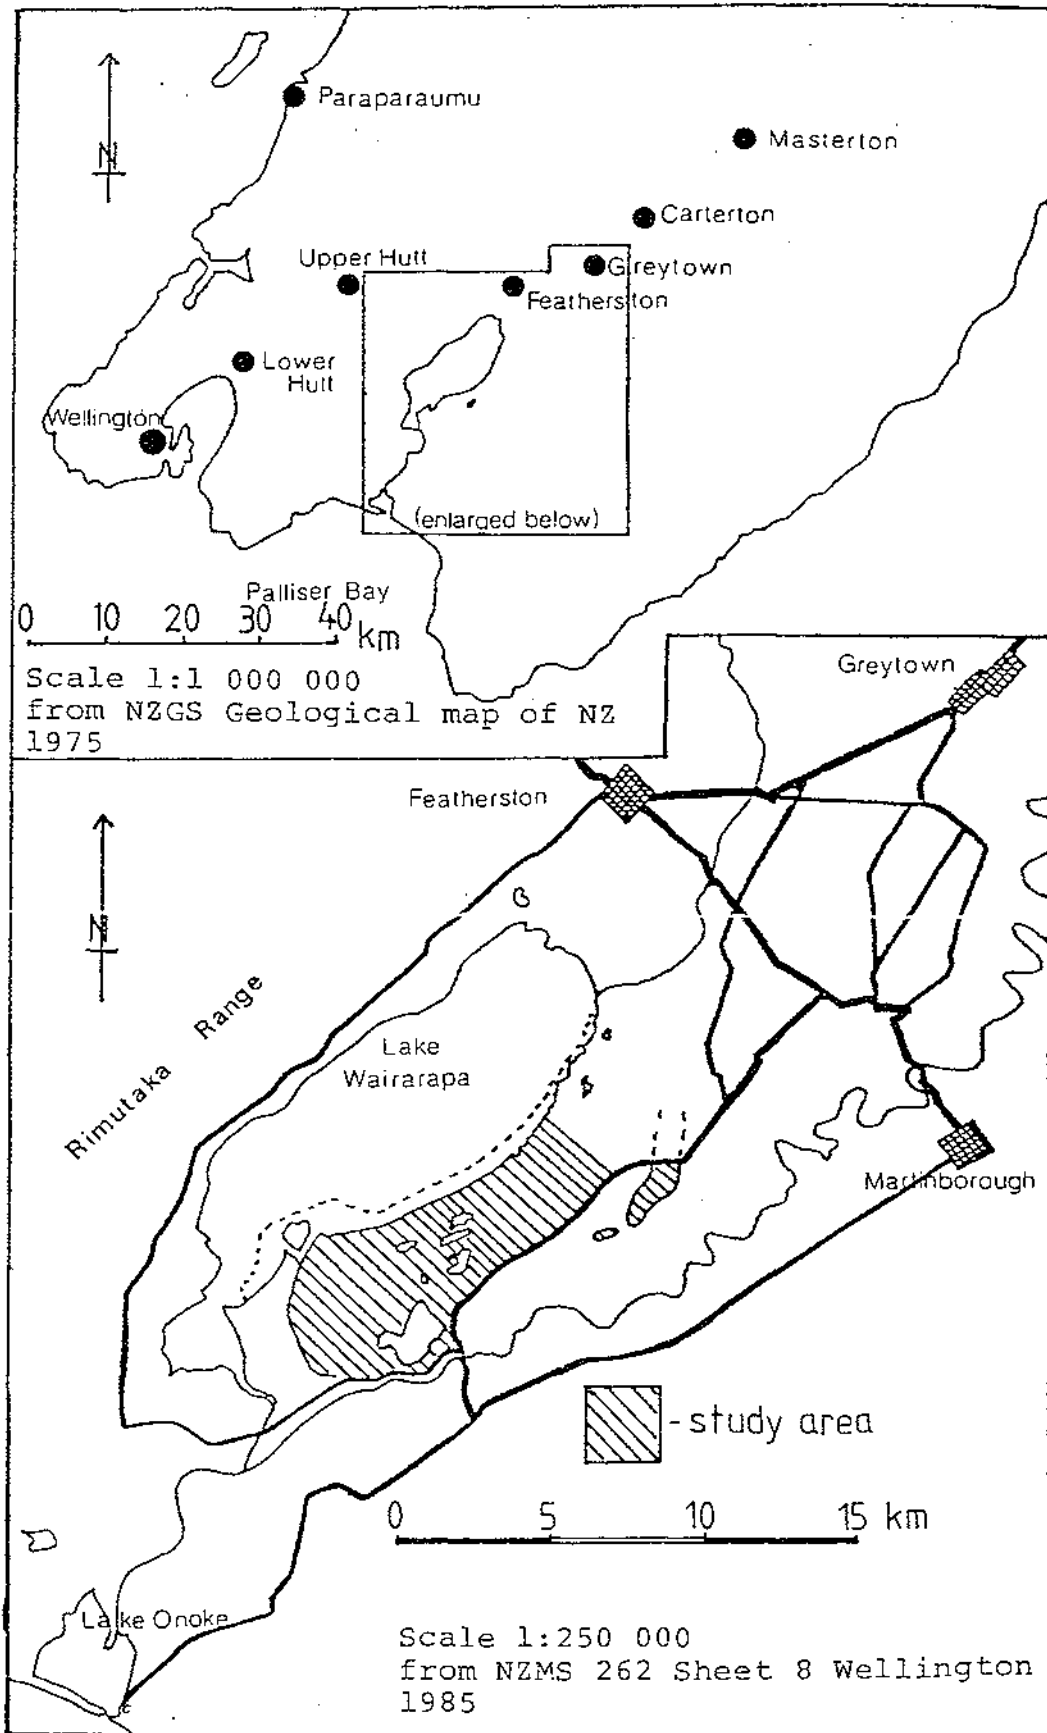 N
Paraparaumu
Masterton
Carterton
Upper Hutt
Greytown
Featherston
Lower
Hutt
Wellington
(enlarged below)
Palliser Bay
0 10 20 30 40 km
Scale 1:1 000 000
from NZGS Geological map of NZ
1975
Greytown
Featherston
N
Rimutaka Range
Lake
Wairarapa
Martinborough
- study area
0 5 10 15 km
Lake Onoke
Scale 1:250 000
from NZMS 262 Sheet 8 Wellington
1985